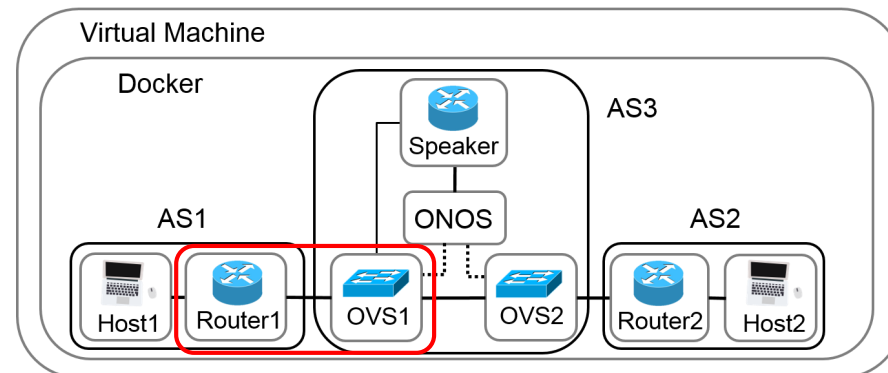 Virtual Machine
Docker
AS3
Speaker
AS1
ONOS
AS2
Host1
Router1
OVS1
OVS2
Router2
Host2